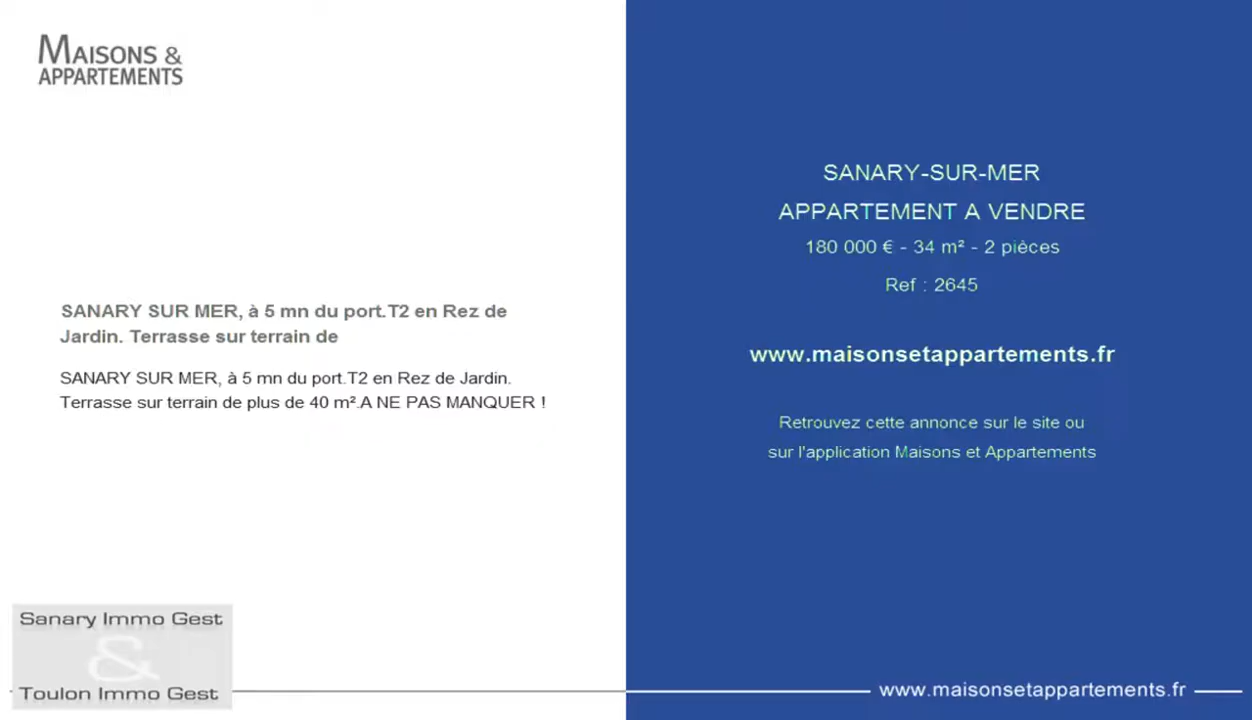 MAISONS &
APPARTEMENTS
SANARY SUR MER, à 5 mn du port.T2 en Rez de
Jardin. Terrasse sur terrain de
SANARY SUR MER, à 5 mn du port.T2 en Rez de Jardin.
Terrasse sur terrain de plus de 40 m².A NE PAS MANQUER !
Sanary Immo Gest
&
Toulon Immo Gest
SANARY-SUR-MER
APPARTEMENT A VENDRE
180 000 € - 34 m² - 2 pièces
Ref : 2645
www.maisonsetappartements.fr
Retrouvez cette annonce sur le site ou
sur l'application Maisons et Appartements
www.maisonsetappartements.fr